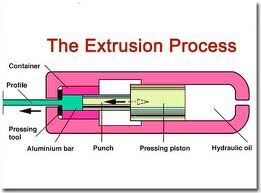 The Extrusion Process
Container
Profile
Pressing
tool
Aluminium bar
Punch
Pressing piston
Hydraulic oil